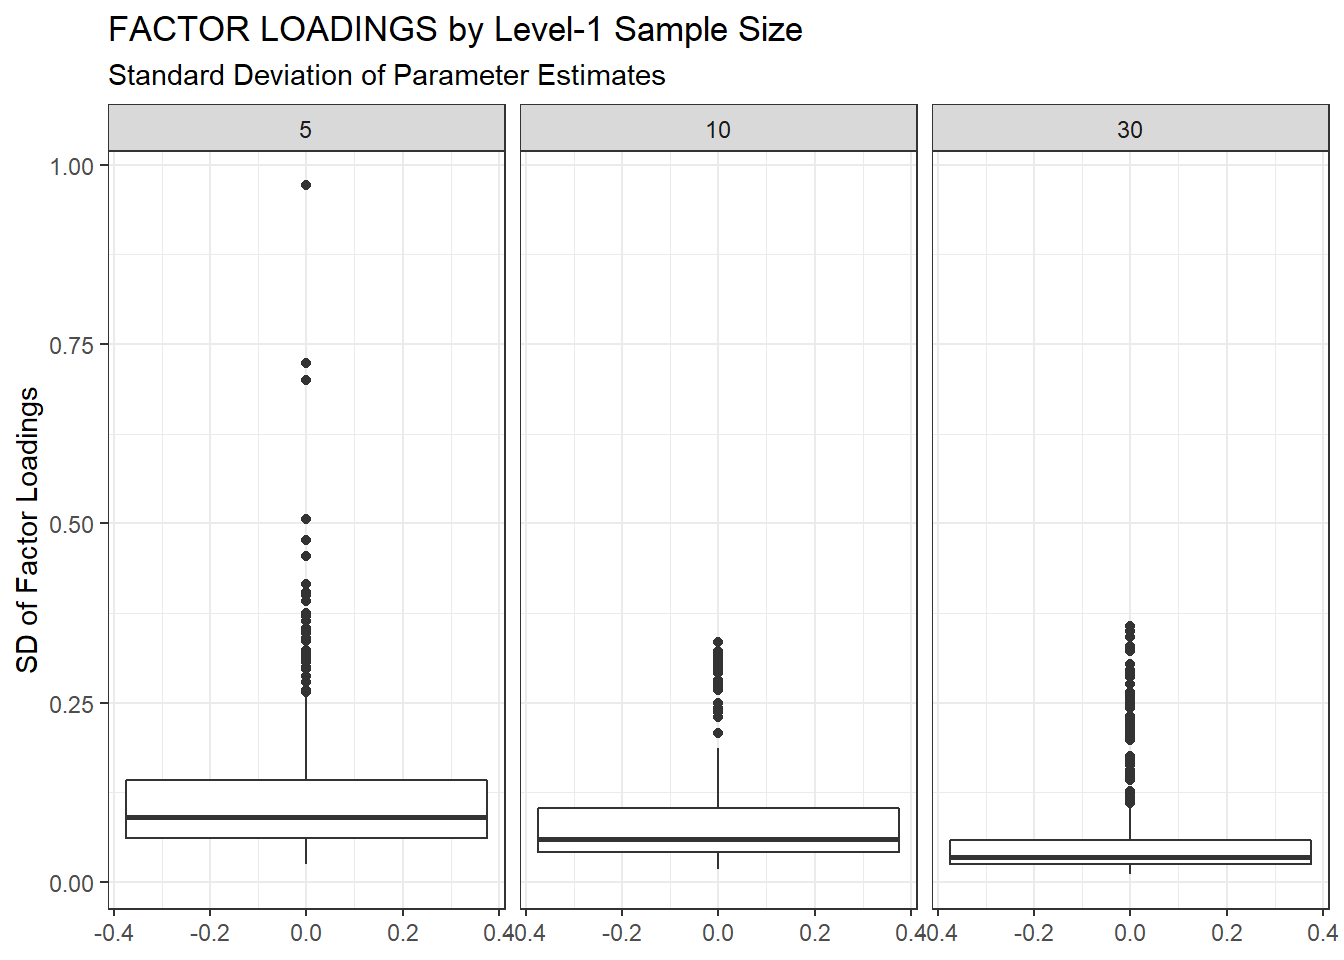 FACTOR LOADINGS by Level-1 Sample Size
Standard Deviation of Parameter Estimates
5 10 30
SD of Factor Loadings
1.00
0.75
0.50
0.25
0.00
-0.4 -0.2 0.0 0.2 0.4 -0.4 -0.2 0.0 0.2 0.4 -0.4 -0.2 0.0 0.2 0.4